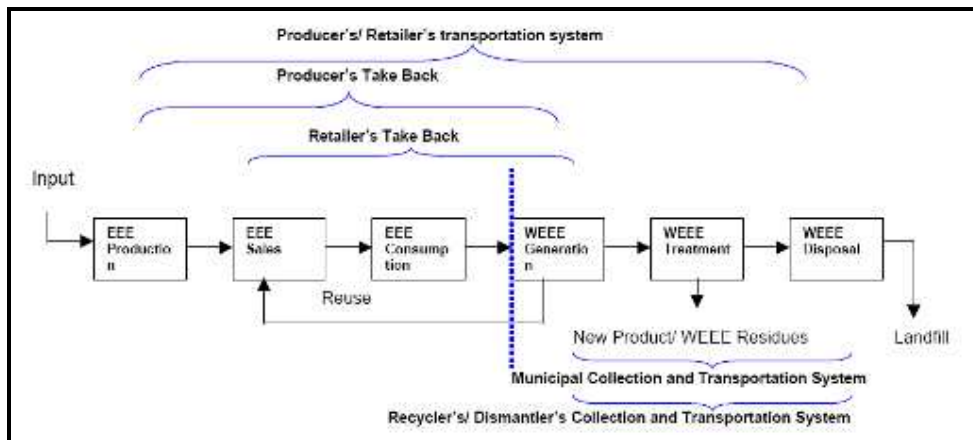 Producer's/ Retailer's transportation system
Producer's Take Back
Retailer's Take Back
Input
EEE
Productio
n
EEE
Sales
EEE
Consump
tion
WEEE
Generatio
n
WEEE
Treatment
WEEE
Disposal
Reuse
New Product/ WEEE Residues
Landfill
Municipal Collection and Transportation System
Recycler's/ Dismantler's Collection and Transportation System